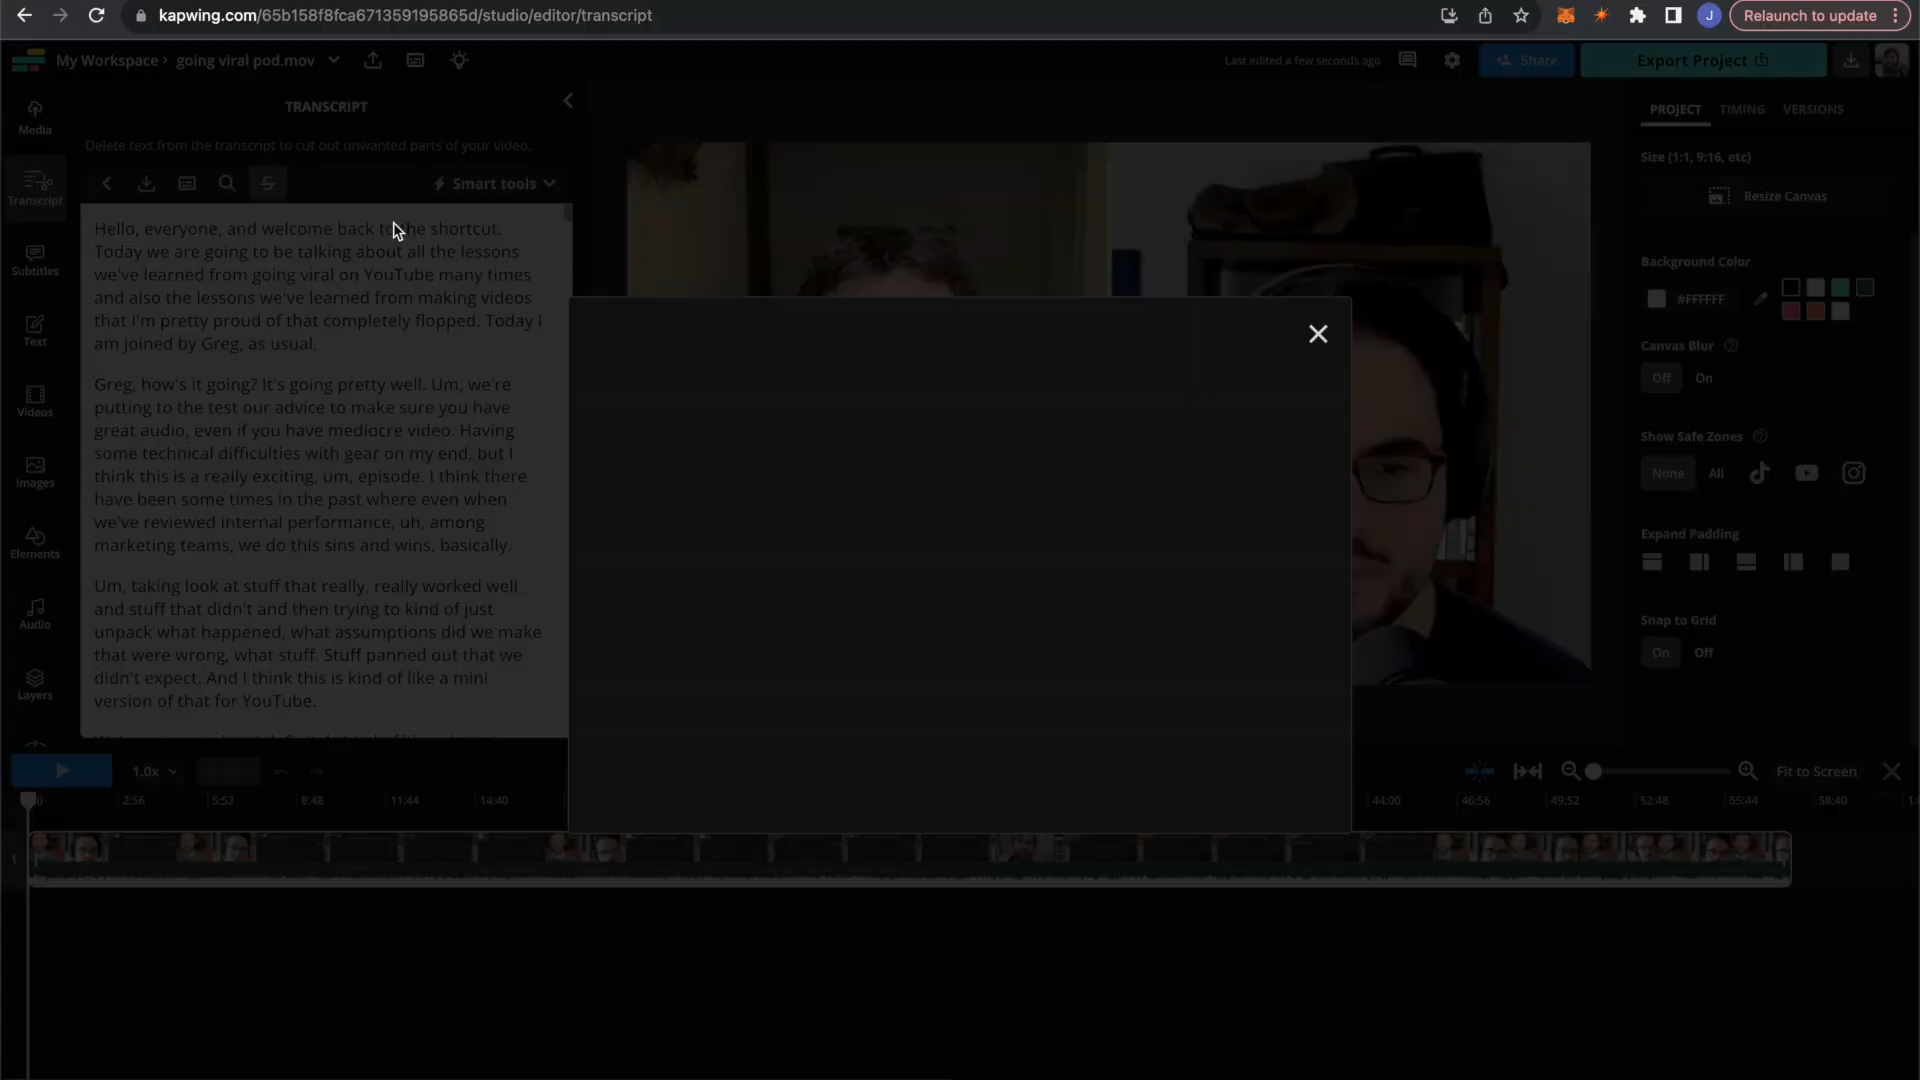 kapwing.com/65b158f8fca671359195865d/studio/editor/transcript
J
Relaunch to update
My Workspace › going viral pod.mov
Last edited a few seconds ago
Share
Export Project
Media
Transcript
Subtitles
Text
Videos
Images
Elements
Audio
Layers
TRANSCRIPT
Delete text from the transcript to cut out unwanted parts of your video.
Smart tools
Hello, everyone, and welcome back to the shortcut.
Today we are going to be talking about all the lessons
we've learned from going viral on YouTube many times
and also the lessons we've learned from making videos
that I'm pretty proud of that completely flopped. Today I
am joined by Greg, as usual.
Greg, how's it going? It's going pretty well. Um, we're
putting to the test our advice to make sure you have
great audio, even if you have mediocre video. Having
some technical difficulties with gear on my end, but I
think this is a really exciting, um, episode. I think there
have been some times in the past where even when
we've reviewed internal performance, uh, among
marketing teams, we do this sins and wins, basically.
Um, taking look at stuff that really, really worked well
and stuff that didn't and then trying to kind of just
unpack what happened, what assumptions did we make
that were wrong, what stuff. Stuff panned out that we
didn't expect. And I think this is kind of like a mini
version of that for YouTube.
PROJECT TIMING VERSIONS
Size (1:1, 9:16, etc)
Resize Canvas
Background Color
#FFFFFF
Canvas Blur
Off On
Show Safe Zones
None All
Expand Padding
Snap to Grid
On Off
1.0x
Fit to Screen
2:56 5:52 8:48 11:44 14:40 44:00 46:56 49:52 52:48 55:44 58:40
1